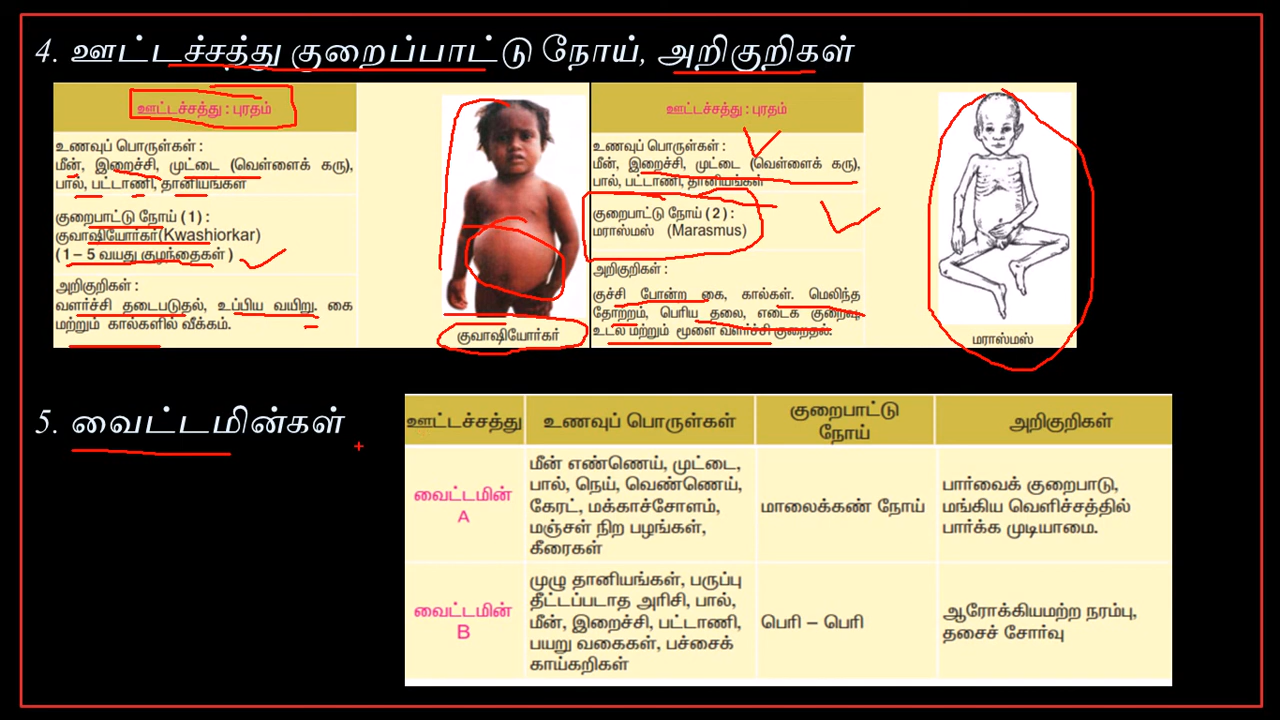 4. ஊட்டச்சத்து குறைப்பாட்டு நோய், அறிகுறிகள்
ஊட்டச்சத்து : புரதம்
உணவுப் பொருள்கள் :
மீன், இறைச்சி, முட்டை (வெள்ளைக் கரு),
பால், பட்டாணி, தானியங்கள்
குறைபாட்டு நோய் (1) :
குவாஷியோர்கர்(Kwashiorkar)
(1 – 5 வயது குழந்தைகள் )
அறிகுறிகள் :
வளர்ச்சி தடைபடுதல், உப்பிய வயிறு. கை
மற்றும் கால்களில் வீக்கம்.
குவாஷியோர்கர்
ஊட்டச்சத்து : புரதம்
உணவுப் பொருள்கள் :
மீன், இறைச்சி, முட்டை (வெள்ளைக் கரு),
பால், பட்டாணி, தானியங்கள்
குறைபாட்டு நோய் (2) :
மராஸ்மஸ் (Marasmus)
அறிகுறிகள் :
குச்சி போன்ற கை, கால்கள். மெலிந்த
தோற்றம், பெரிய தலை, எடைக் குறைவு,
உடல் மற்றும் மூளை வளர்ச்சி குறைதல்.
மராஸ்மஸ்
5. வைட்டமின்கள்
ஊட்டச்சத்து
உணவுப் பொருள்கள்
குறைபாட்டு
நோய்
அறிகுறிகள்
வைட்டமின்
A
மீன் எண்ணெய், முட்டை,
பால், நெய், வெண்ணெய்,
கேரட், மக்காச்சோளம்,
மஞ்சள் நிற பழங்கள்,
கீரைகள்
மாலைக்கண் நோய்
பார்வைக் குறைபாடு,
மங்கிய வெளிச்சத்தில்
பார்க்க முடியாமை.
வைட்டமின்
B
முழு தானியங்கள், பருப்பு
தீட்டப்படாத அரிசி, பால்,
மீன், இறைச்சி, பட்டாணி,
பயறு வகைகள், பச்சைக்
காய்கறிகள்
பெரி – பெரி
ஆரோக்கியமற்ற நரம்பு,
தசைச் சோர்வு